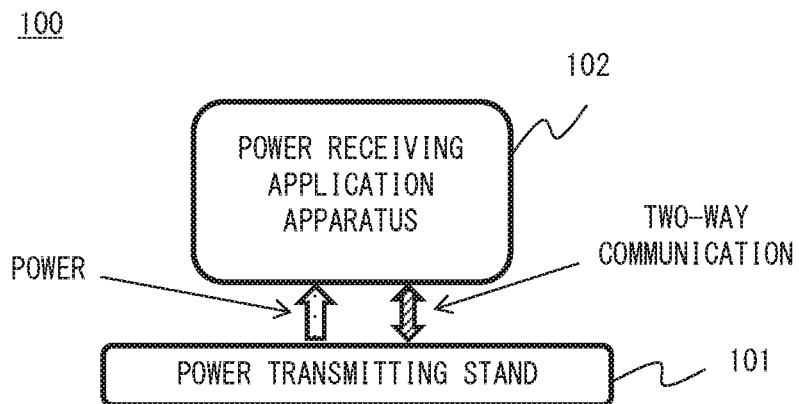 100
102
POWER RECEIVING
APPLICATION
APPARATUS
TWO-WAY
COMMUNICATION
POWER
POWER TRANSMITTING STAND
101